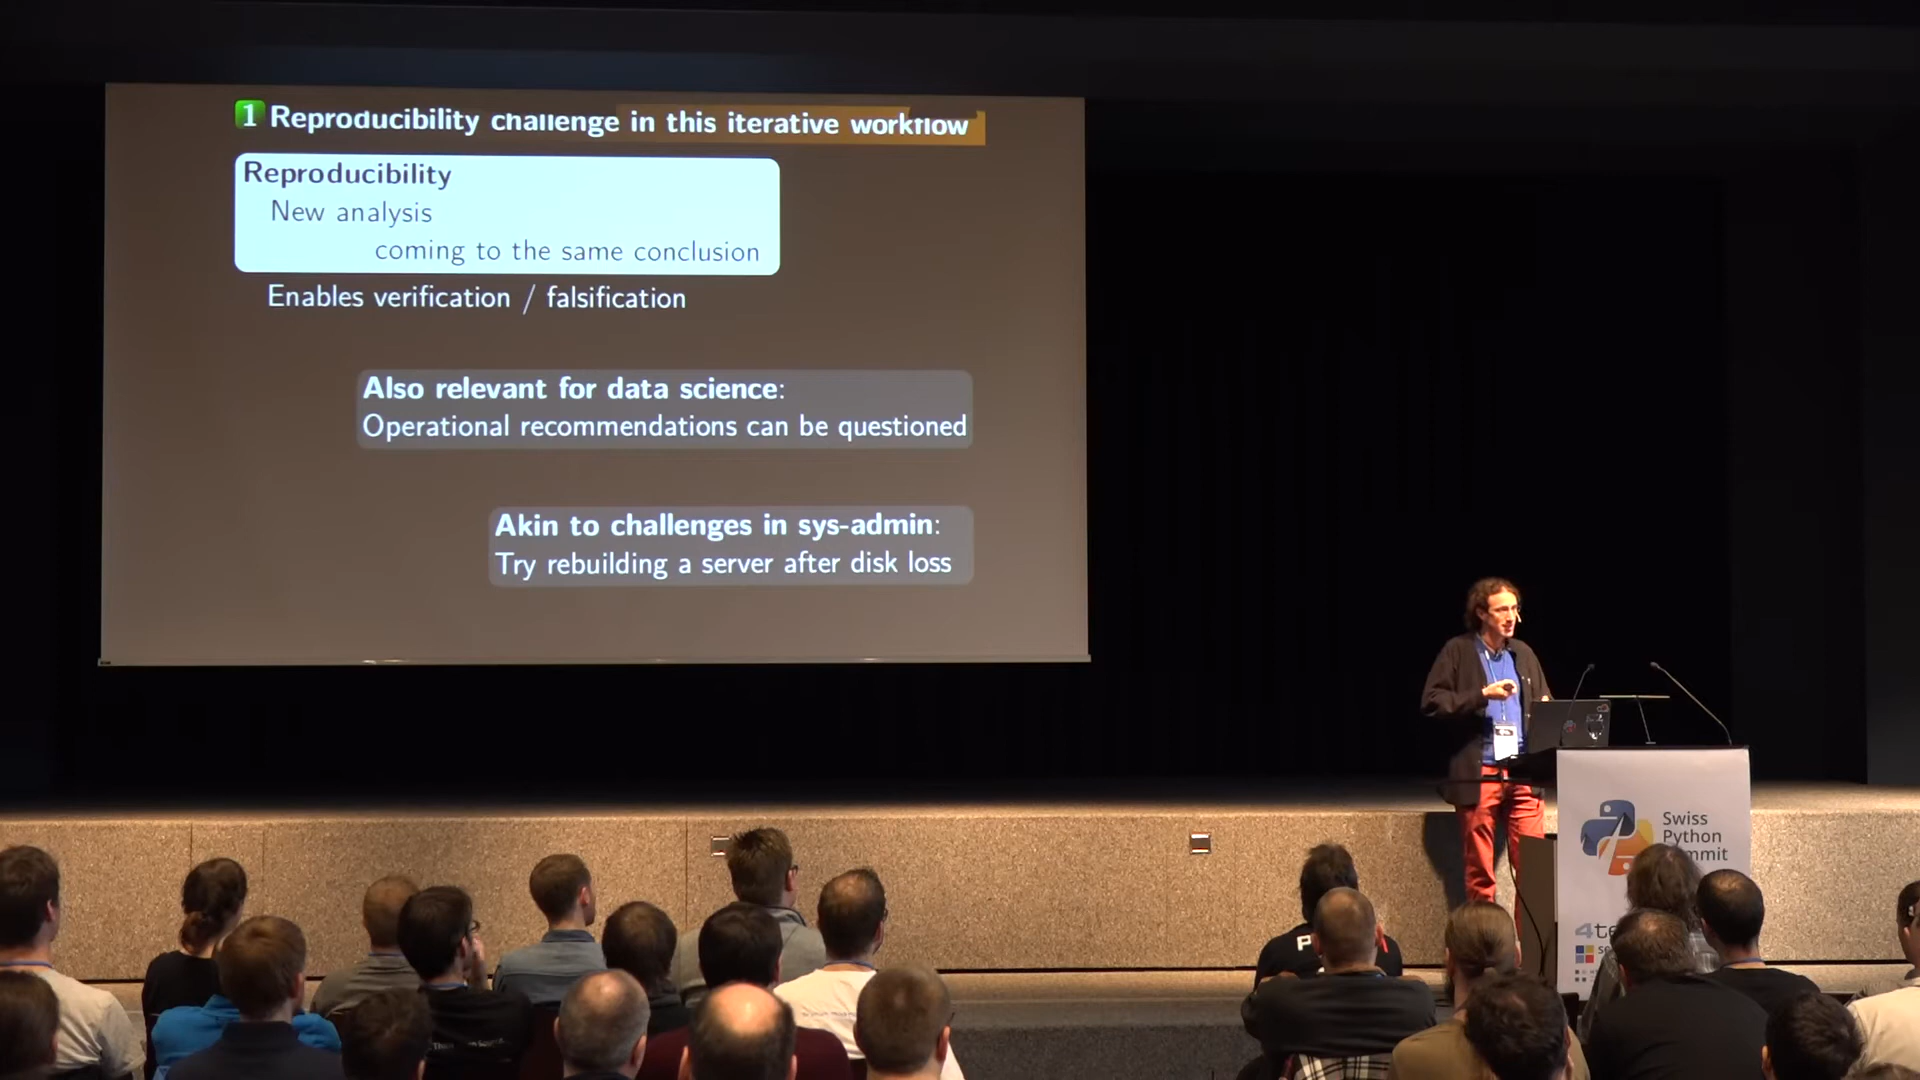 1 Reproducibility challenge in this iterative workflow
Reproducibility
New analysis
coming to the same conclusion
Enables verification / falsification
Also relevant for data science:
Operational recommendations can be questioned
Akin to challenges in sys-admin:
Try rebuilding a server after disk loss
Swiss
Python
mmit